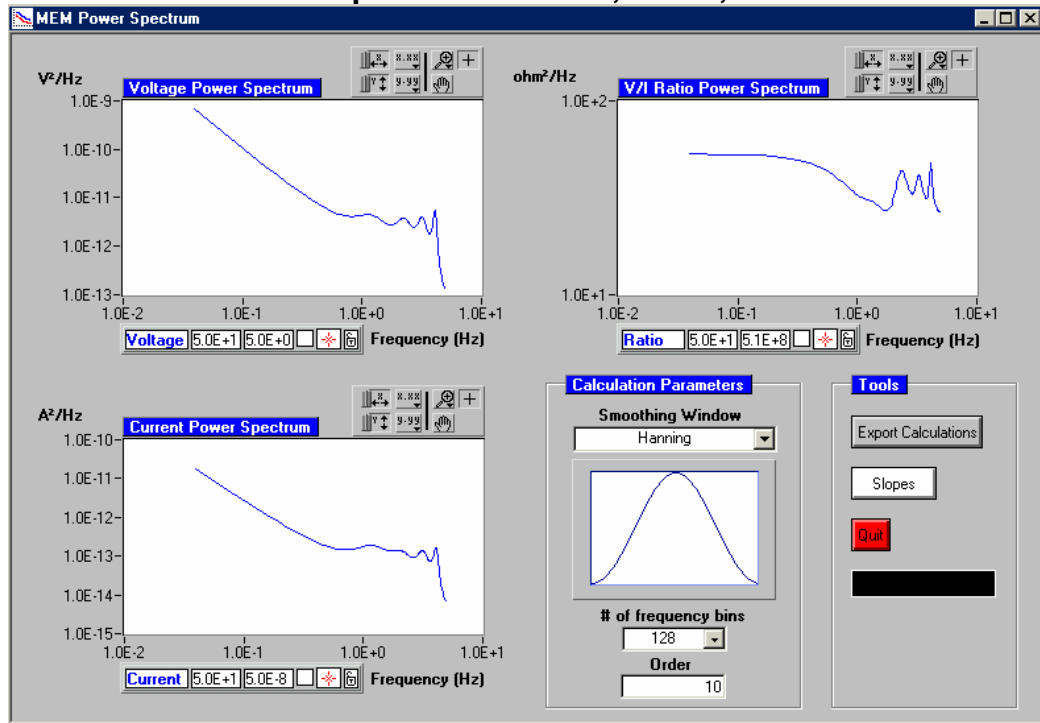 MEM Power Spectrum
V²/Hz
Voltage Power Spectrum
X.XX
Y.YY
1.0E-9
1.0E-10
1.0E-11
1.0E-12
1.0E-13
1.0E-2 1.0E-1 1.0E+0 1.0E+1
Voltage 5.0E+1 5.0E+0 Frequency (Hz)
ohm²/Hz
V/I Ratio Power Spectrum
X.XX
Y.YY
1.0E+2
1.0E+1
1.0E-2 1.0E-1 1.0E+0 1.0E+1
Ratio 5.0E+1 5.1E+8 Frequency (Hz)
A²/Hz
Current Power Spectrum
X.XX
Y.YY
1.0E-10
1.0E-11
1.0E-12
1.0E-13
1.0E-14
1.0E-15
1.0E-2 1.0E-1 1.0E+0 1.0E+1
Current 5.0E+1 5.0E-8 Frequency (Hz)
Calculation Parameters
Smoothing Window
Hanning
# of frequency bins
128
Order
10
Tools
Export Calculations
Slopes
Quit